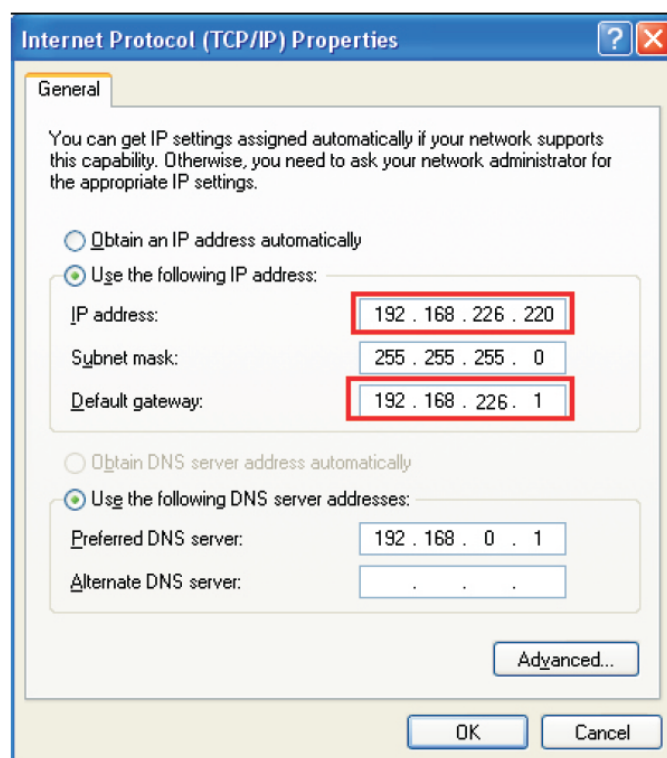 Internet Protocol (TCP/IP) Properties
General
You can get IP settings assigned automatically if your network supports
this capability. Otherwise, you need to ask your network administrator for
the appropriate IP settings.
Obtain an IP address automatically
Use the following IP address:
IP address: 192 . 168 . 226 . 220
Subnet mask: 255 . 255 . 255 . 0
Default gateway: 192 . 168 . 226 . 1
Obtain DNS server address automatically
Use the following DNS server addresses:
Preferred DNS server: 192 . 168 . 0 . 1
Alternate DNS server: . . .
Advanced...
OK Cancel